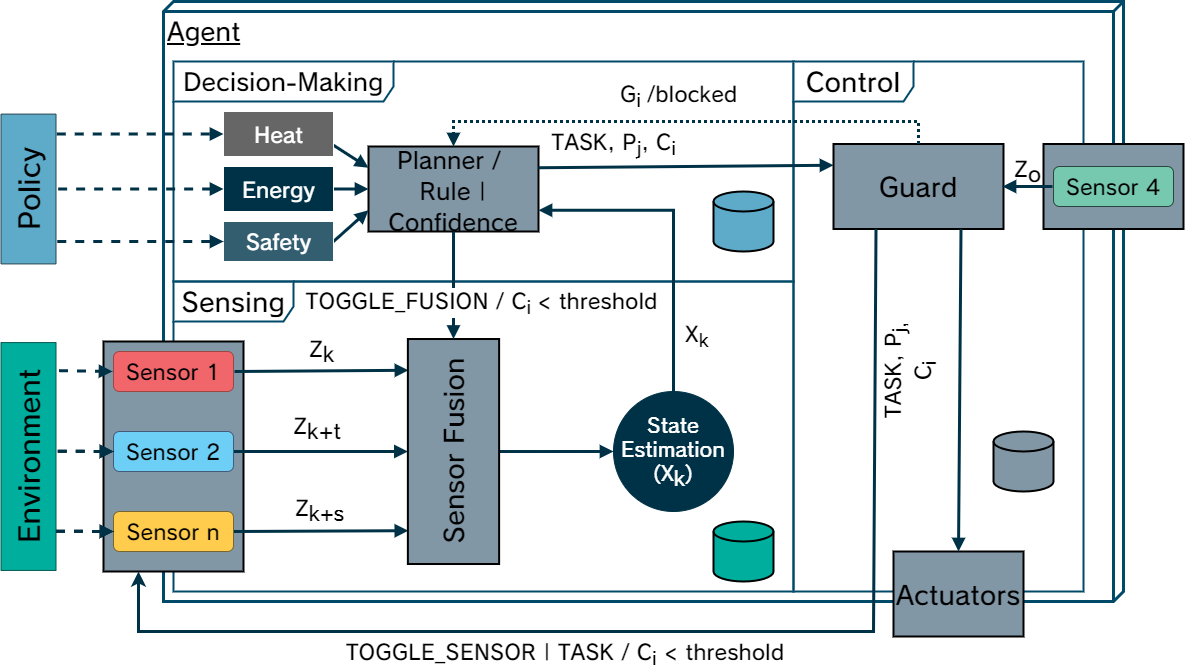 Agent
Decision-Making
Control
Policy
Heat
Energy
Safety
Planner /
Rule |
Confidence
Gi /blocked
TASK, Pj, Ci
Guard
Zo
Sensor 4
Sensing
TOGGLE_FUSION / Ci < threshold
Environment
Sensor 1
Sensor 2
Sensor n
Zk
Zk+t
Zk+s
Sensor Fusion
Xk
State
Estimation
(Xk)
TASK, Pj,
Ci
Actuators
TOGGLE_SENSOR | TASK / Ci < threshold